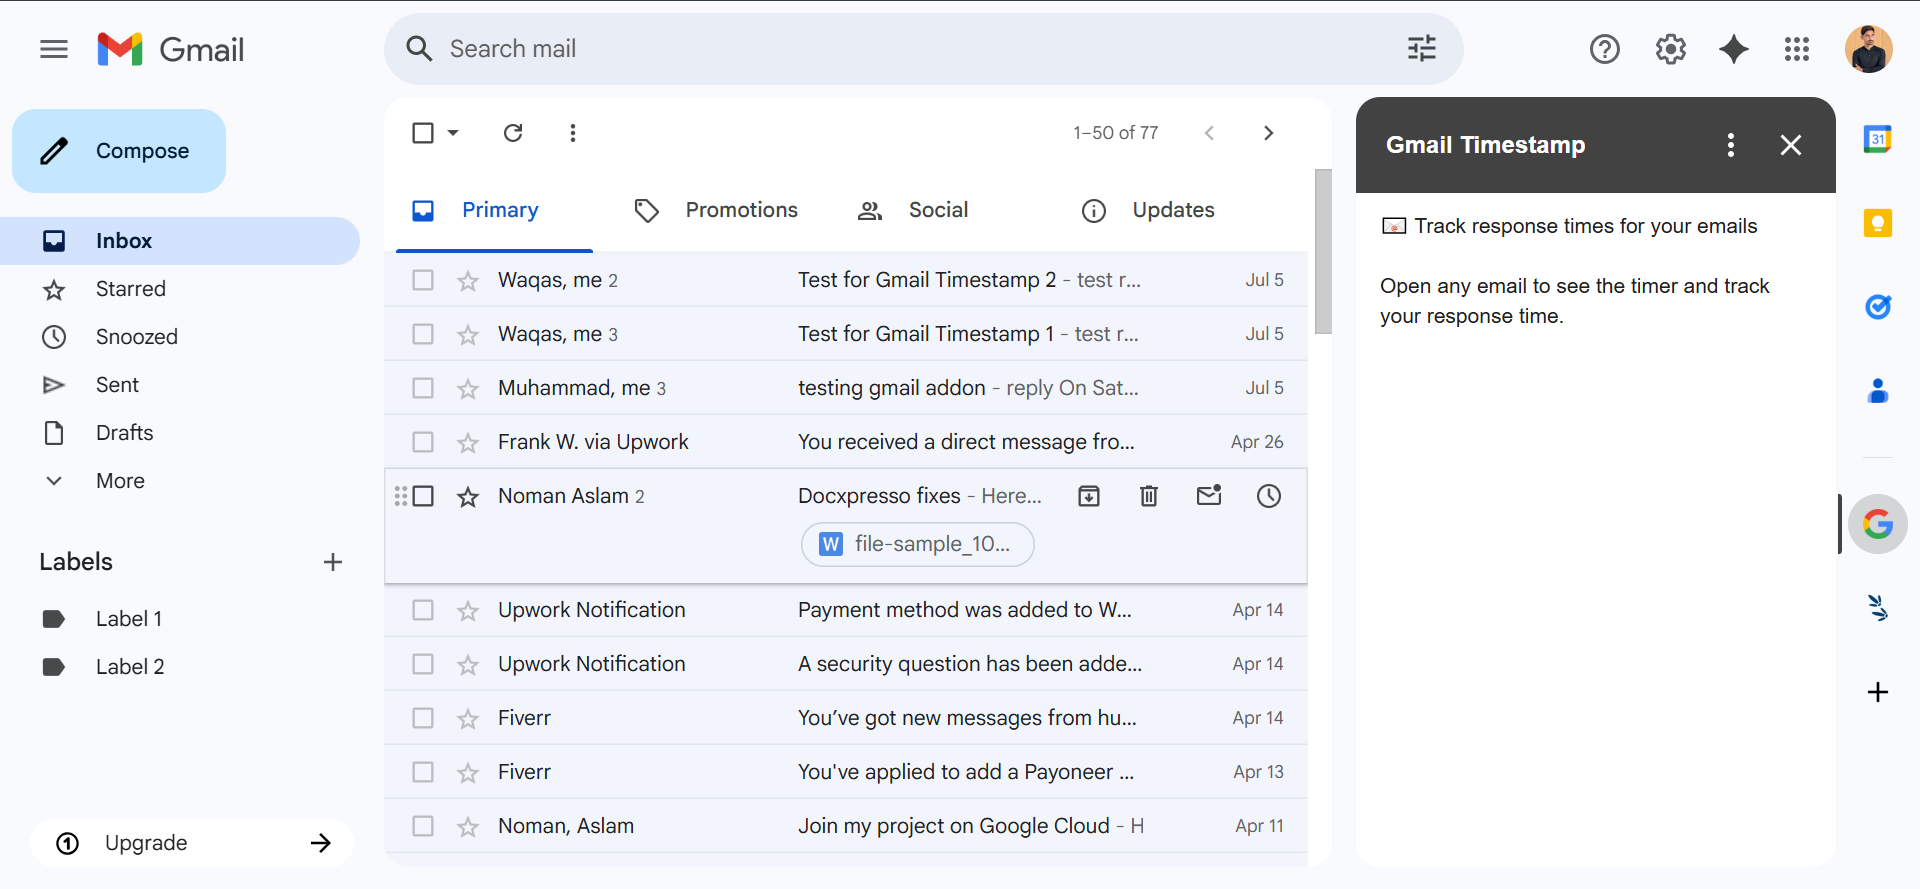 Gmail
Search mail
Compose
Inbox
Starred
Snoozed
Sent
Drafts
More
Labels
Label 1
Label 2
Upgrade
1–50 of 77
Primary
Promotions
Social
Updates
Waqas, me 2 Test for Gmail Timestamp 2 - test r... Jul 5
Waqas, me 3 Test for Gmail Timestamp 1 - test r... Jul 5
Muhammad, me 3 testing gmail addon - reply On Sat... Jul 5
Frank W. via Upwork You received a direct message fro... Apr 26
Noman Aslam 2 Docxpresso fixes - Here...
W file-sample_10...
Upwork Notification Payment method was added to W... Apr 14
Upwork Notification A security question has been adde... Apr 14
Fiverr You’ve got new messages from hu... Apr 14
Fiverr You've applied to add a Payoneer ... Apr 13
Noman, Aslam Join my project on Google Cloud - H Apr 11
Gmail Timestamp
Track response times for your emails
Open any email to see the timer and track
your response time.
31